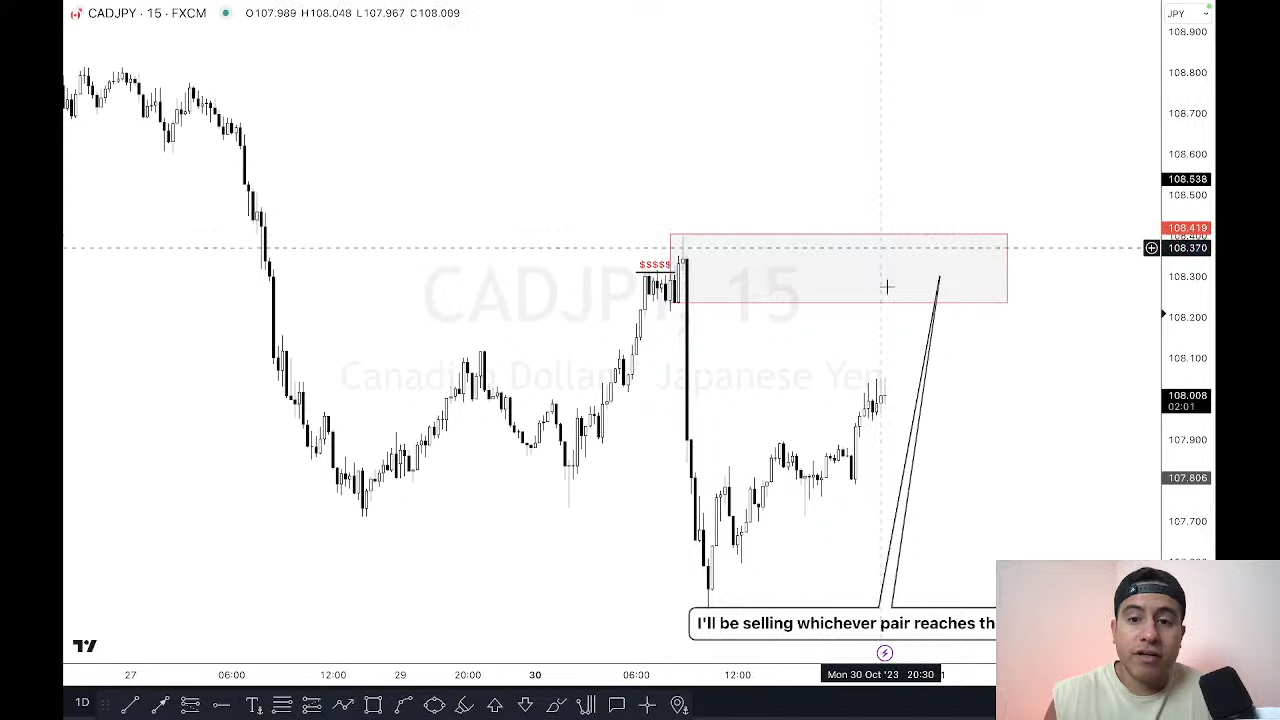 CADJPY · 15 · FXCM O107.989 H108.048 L107.967 C108.009
JPY
108.900
108.800
108.700
108.600
108.538
108.500
108.419
108.400
108.370
108.300
108.200
108.100
108.008
02:01
107.900
107.806
107.700
$$$$$
CADJPY, 15
Canadian Dollar / Japanese Yen
I'll be selling whichever pair reaches th
27 06:00 12:00 29 20:00 30 06:00 12:00 Mon 30 Oct '23 20:30 1
1D